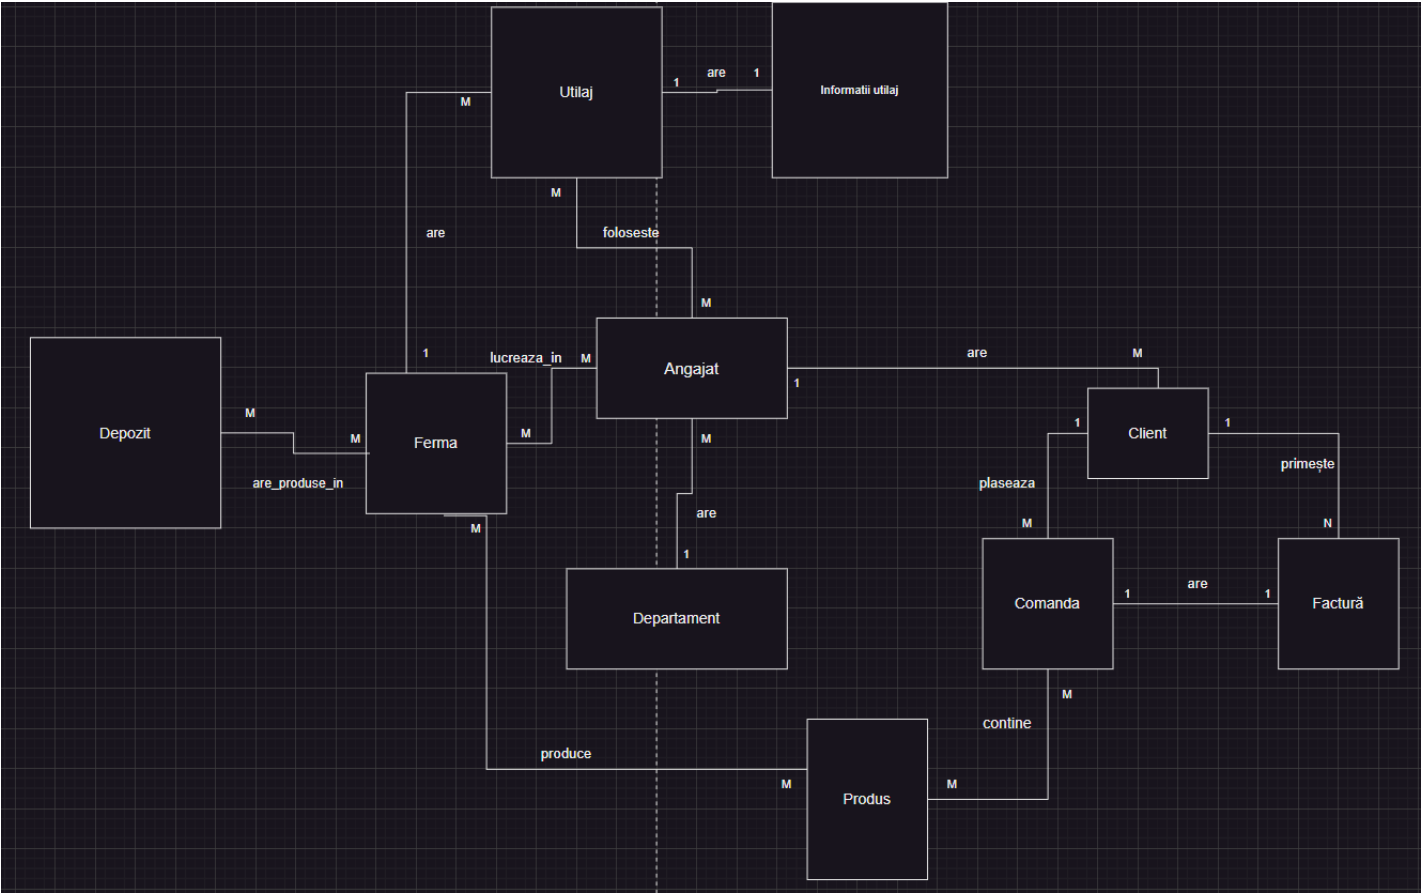 Utilaj
1
are
1
Informatii utilaj
M
M
are
foloseste
M
1
lucreaza_in
M
Angajat
1
are
M
Depozit
M
M
are_produse_in
Ferma
M
M
M
are
1
Departament
Client
1
1
plaseaza
primește
M
N
Comanda
1
are
1
Factură
M
contine
produce
M
Produs
M